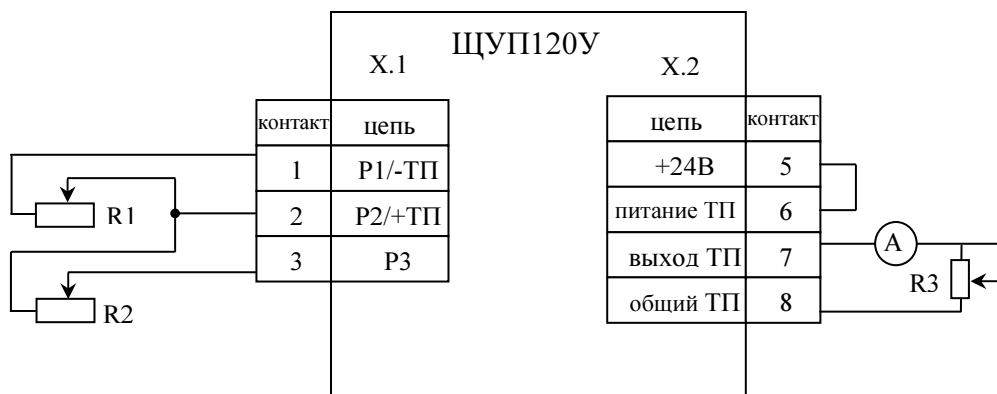 ЩУП120У
X.1
X.2
контакт цепь
1 Р1/-ТП
2 Р2/+ТП
3 Р3
цепь контакт
+24В 5
питание ТП 6
выход ТП 7
общий ТП 8
R1
R2
A
R3